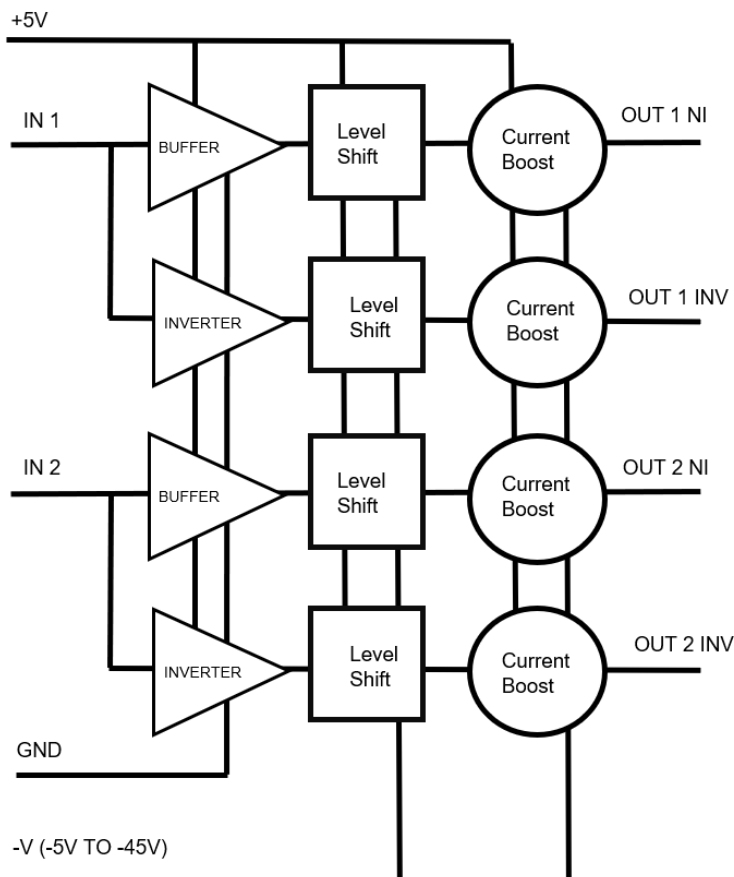 +5V
IN 1
BUFFER
Level
Shift
Current
Boost
OUT 1 NI
INVERTER
Level
Shift
Current
Boost
OUT 1 INV
IN 2
BUFFER
Level
Shift
Current
Boost
OUT 2 NI
INVERTER
Level
Shift
Current
Boost
OUT 2 INV
GND
-V (-5V TO -45V)